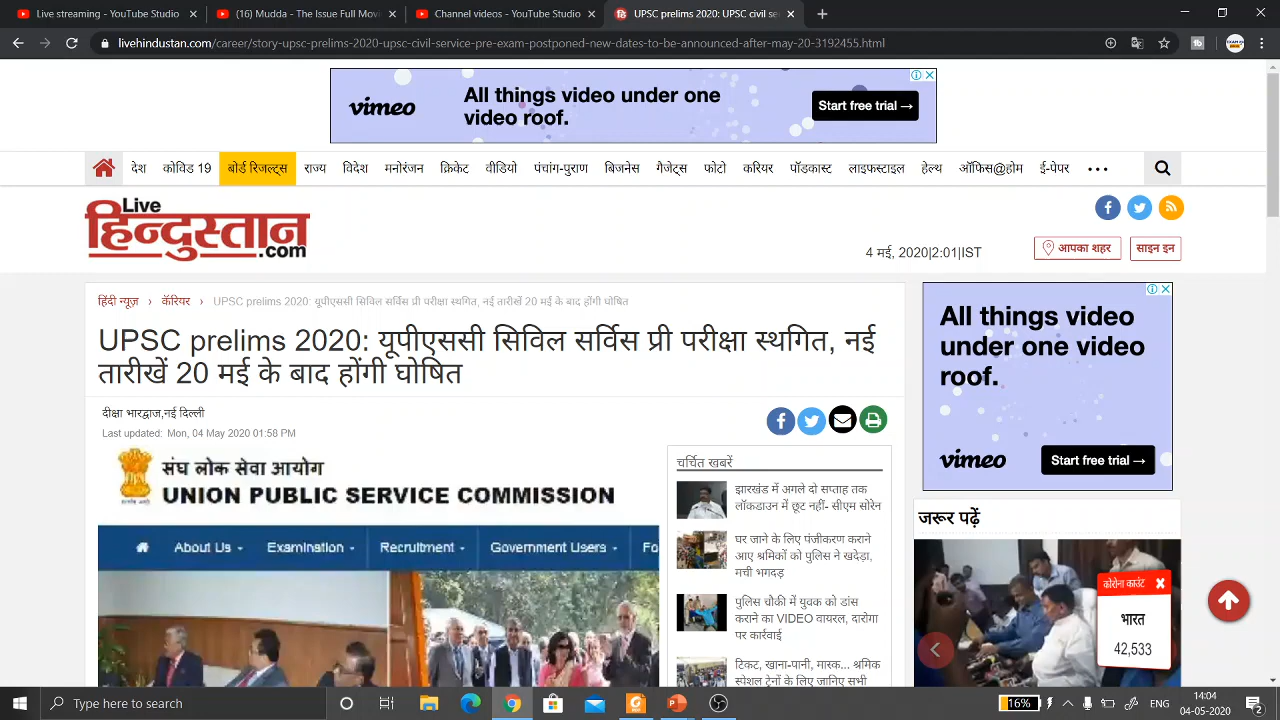 Live streaming - YouTube Studio
(16) Mudda - The Issue Full Movi
Channel videos - YouTube Studio
UPSC prelims 2020: UPSC civil se
livehindustan.com/career/story-upsc-prelims-2020-upsc-civil-service-pre-exam-postponed-new-dates-to-be-announced-after-may-20-3192455.html
vimeo
All things video under one
video roof.
Start free trial →
देश कोविड 19 बोर्ड रिजल्ट्स राज्य विदेश मनोरंजन क्रिकेट वीडियो पंचांग-पुराण बिजनेस गैजेट्स फोटो करियर पॉडकास्ट लाइफस्टाइल हेल्थ आफिस@होम ई-पेपर
Live
हिन्दुस्तान
.com
4 मई, 2020|2:01|IST
आपका शहर
साइन इन
हिंदी न्यूज़ › कॅरियर › UPSC prelims 2020: यूपीएससी सिविल सर्विस प्री परीक्षा स्थगित, नई तारीखें 20 मई के बाद होंगी घोषित
UPSC prelims 2020: यूपीएससी सिविल सर्विस प्री परीक्षा स्थगित, नई
तारीखें 20 मई के बाद होंगी घोषित
दीक्षा भारद्वाज,नई दिल्ली
Last updated: Mon, 04 May 2020 01:58 PM
संघ लोक सेवा आयोग
UNION PUBLIC SERVICE COMMISSION
About Us Examination Recruitment Government Users Fo
चर्चित खबरें
झारखंड में अगले दो सप्ताह तक
लॉकडाउन में छूट नहीं- सीएम सोरेन
घर जाने के लिए पंजीकरण कराने
आए श्रमिकों को पुलिस ने खदेड़ा,
मची भगदड़
पुलिस चौकी में युवक को डांस
कराने का VIDEO वायरल, दारोगा
पर कार्रवाई
टिकट, खाना-पानी, मास्क... श्रमिक
स्पेशल ट्रेनों के लिए जानिए सभी
All things video
under one video
roof.
vimeo
Start free trial →
जरूर पढ़ें
कोरोना काउंट
भारत
42,533
Type here to search
16%
ENG
14:04
04-05-2020
2